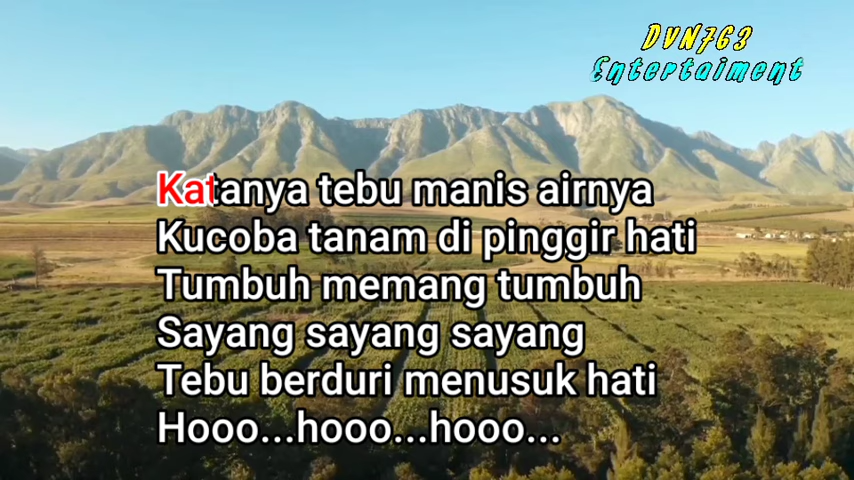 DVN763
Entertaiment
Katanya tebu manis airnya
Kucoba tanam di pinggir hati
Tumbuh memang tumbuh
Sayang sayang sayang
Tebu berduri menusuk hati
Hooo...hooo...hooo...